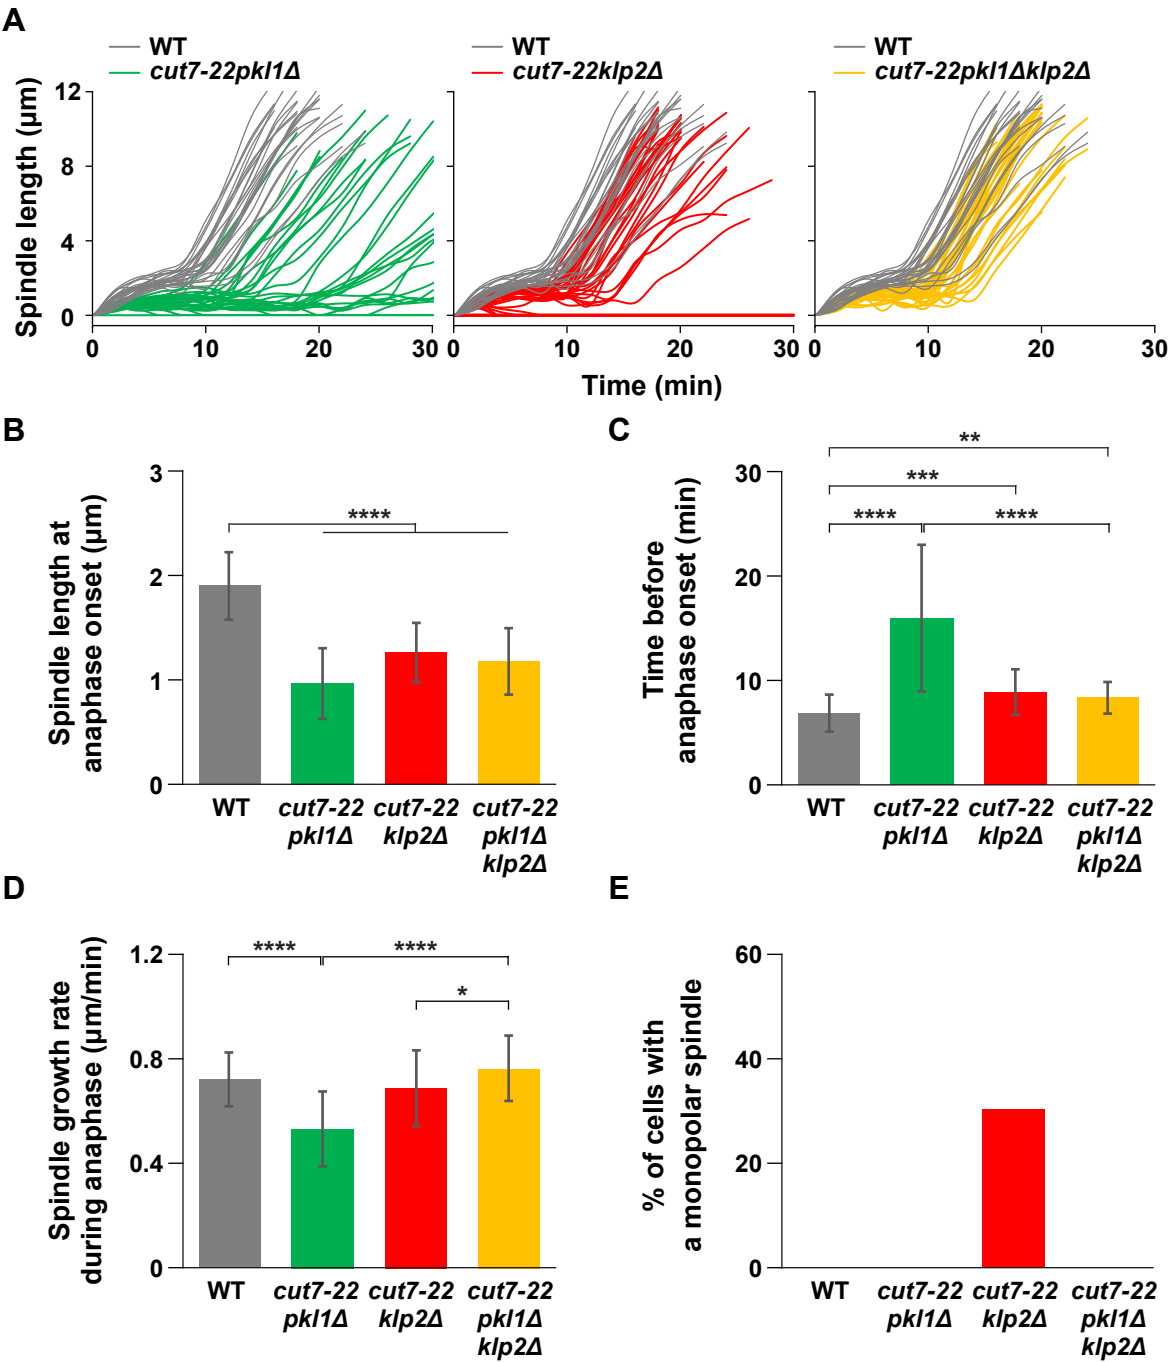 A
WT
cut7-22pkl1Δ
WT
cut7-22klp2Δ
WT
cut7-22pkl1Δklp2Δ
Spindle length (μm)
12
8
4
0
0 10 20 30
0 10 20
0 10 20 30
Time (min)
B
Spindle length at
anaphase onset (μm)
3
2
1
0
****
WT
cut7-22
pkl1Δ
cut7-22
klp2Δ
cut7-22
pkl1Δ
klp2Δ
C
Time before
anaphase onset (min)
30
20
10
0
**
***
**** ****
WT
cut7-22
pkl1Δ
cut7-22
klp2Δ
cut7-22
pkl1Δ
klp2Δ
D
Spindle growth rate
during anaphase (μm/min)
1.2
0.8
0.4
0
**** ****
*
WT
cut7-22
pkl1Δ
cut7-22
klp2Δ
cut7-22
pkl1Δ
klp2Δ
E
% of cells with
a monopolar spindle
60
40
20
0
WT
cut7-22
pkl1Δ
cut7-22
klp2Δ
cut7-22
pkl1Δ
klp2Δ